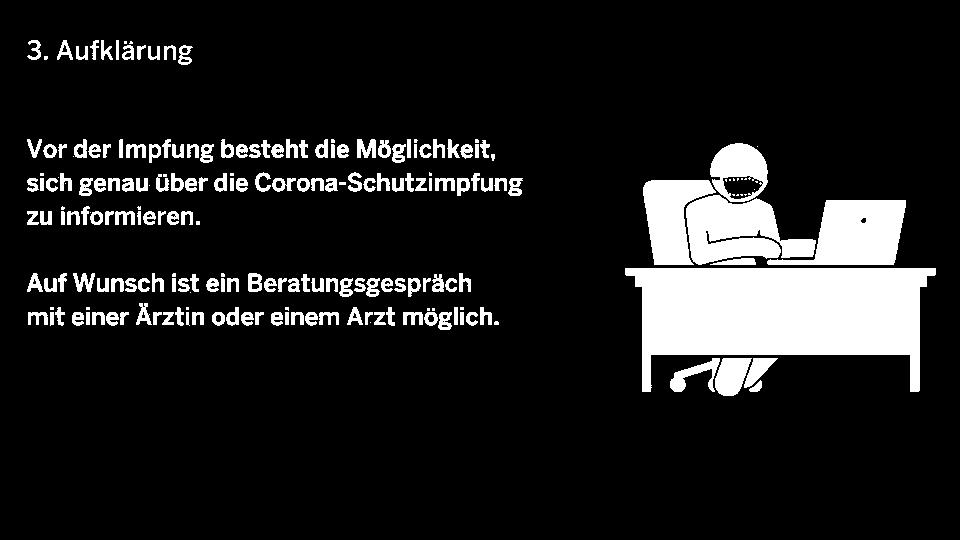 3. Aufklärung
Vor der Impfung besteht die Möglichkeit,
sich genau über die Corona-Schutzimpfung
zu informieren.
Auf Wunsch ist ein Beratungsgespräch
mit einer Ärztin oder einem Arzt möglich.